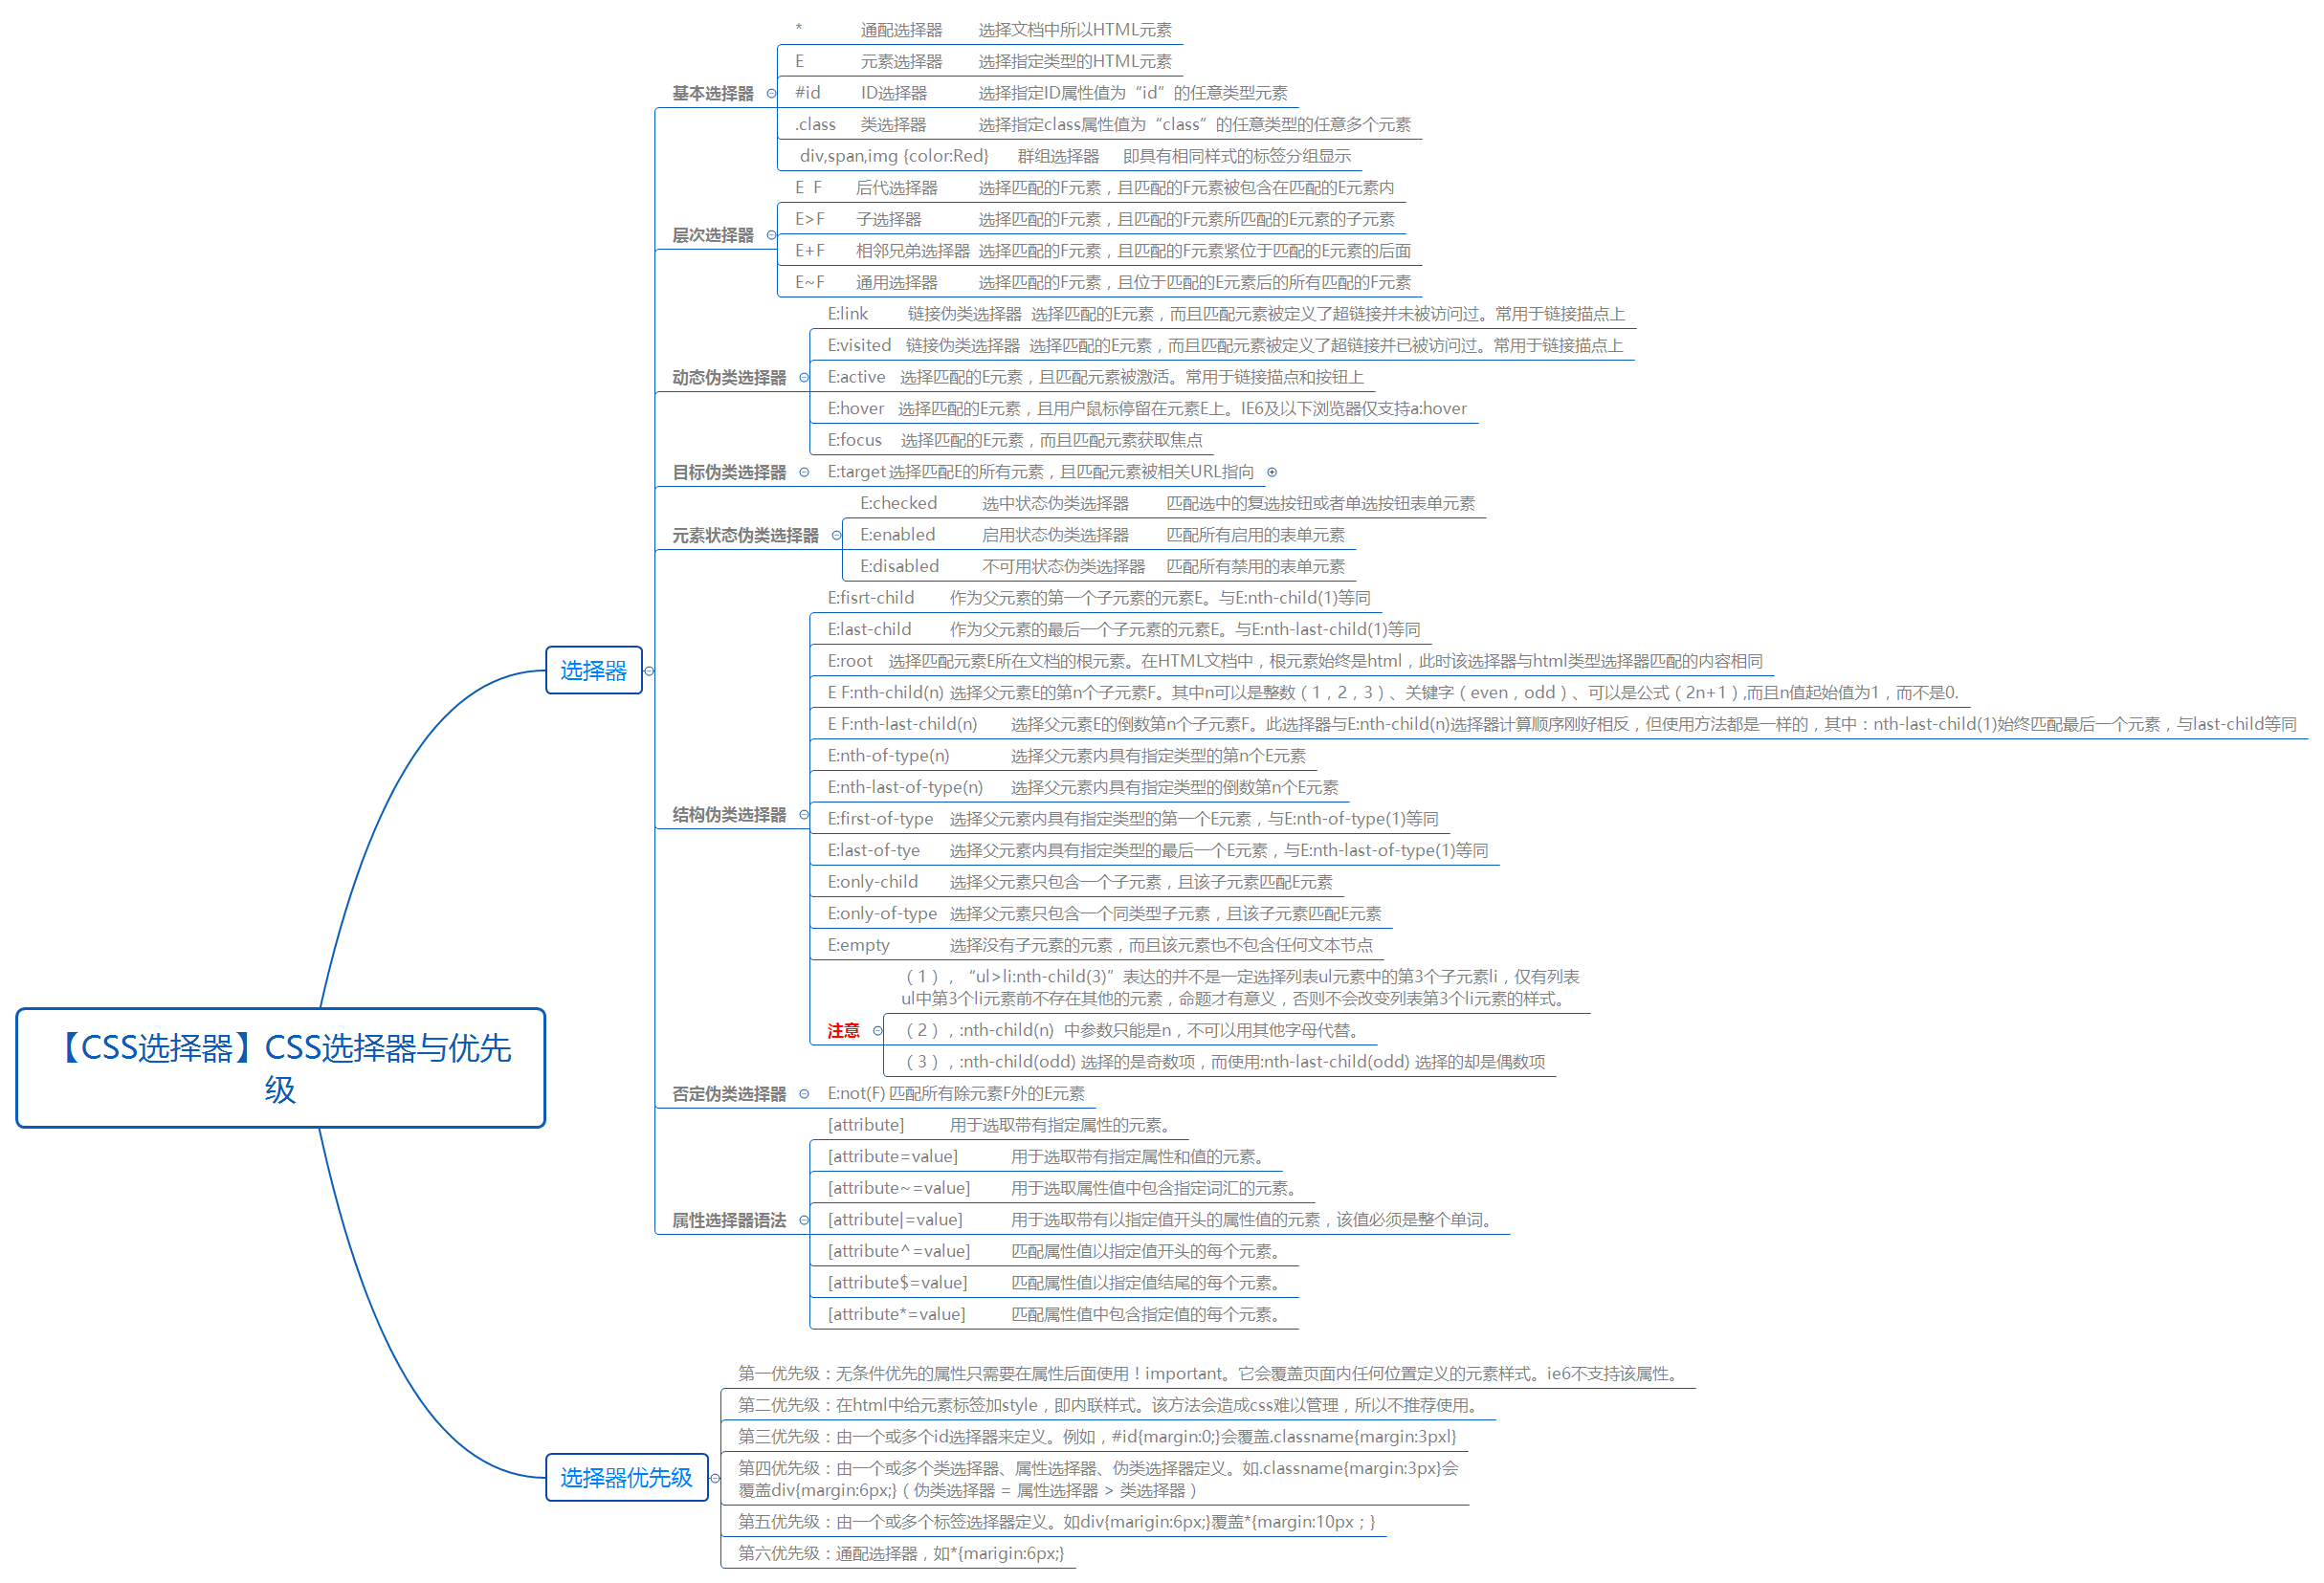 【CSS选择器】CSS选择器与优先
级
选择器
基本选择器
* 通配选择器 选择文档中所以HTML元素
E 元素选择器 选择指定类型的HTML元素
#id ID选择器 选择指定ID属性值为“id”的任意类型元素
.class 类选择器 选择指定class属性值为“class”的任意类型的任意多个元素
div,span,img {color:Red} 群组选择器 即具有相同样式的标签分组显示
层次选择器
E F 后代选择器 选择匹配的F元素，且匹配的F元素被包含在匹配的E元素内
E>F 子选择器 选择匹配的F元素，且匹配的F元素所匹配的E元素的子元素
E+F 相邻兄弟选择器 选择匹配的F元素，且匹配的F元素紧位于匹配的E元素的后面
E~F 通用选择器 选择匹配的F元素，且位于匹配的E元素后的所有匹配的F元素
动态伪类选择器
E:link 链接伪类选择器 选择匹配的E元素，而且匹配元素被定义了超链接并未被访问过。常用于链接描点上
E:visited 链接伪类选择器 选择匹配的E元素，而且匹配元素被定义了超链接并已被访问过。常用于链接描点上
E:active 选择匹配的E元素，且匹配元素被激活。常用于链接描点和按钮上
E:hover 选择匹配的E元素，且用户鼠标停留在元素E上。IE6及以下浏览器仅支持a:hover
E:focus 选择匹配的E元素，而且匹配元素获取焦点
目标伪类选择器
E:target 选择匹配E的所有元素，且匹配元素被相关URL指向
元素状态伪类选择器
E:checked 选中状态伪类选择器 匹配选中的复选按钮或者单选按钮表单元素
E:enabled 启用状态伪类选择器 匹配所有启用的表单元素
E:disabled 不可用状态伪类选择器 匹配所有禁用的表单元素
结构伪类选择器
E:fisrt-child 作为父元素的第一个子元素的元素E。与E:nth-child(1)等同
E:last-child 作为父元素的最后一个子元素的元素E。与E:nth-last-child(1)等同
E:root 选择匹配元素E所在文档的根元素。在HTML文档中，根元素始终是html，此时该选择器与html类型选择器匹配的内容相同
E F:nth-child(n) 选择父元素E的第n个子元素F。其中n可以是整数（1，2，3）、关键字（even，odd）、可以是公式（2n+1）,而且n值起始值为1，而不是0.
E F:nth-last-child(n) 选择父元素E的倒数第n个子元素F。此选择器与E:nth-child(n)选择器计算顺序刚好相反，但使用方法都是一样的，其中：nth-last-child(1)始终匹配最后一个元素，与last-child等同
E:nth-of-type(n) 选择父元素内具有指定类型的第n个E元素
E:nth-last-of-type(n) 选择父元素内具有指定类型的倒数第n个E元素
E:first-of-type 选择父元素内具有指定类型的第一个E元素，与E:nth-of-type(1)等同
E:last-of-tye 选择父元素内具有指定类型的最后一个E元素，与E:nth-last-of-type(1)等同
E:only-child 选择父元素只包含一个子元素，且该子元素匹配E元素
E:only-of-type 选择父元素只包含一个同类型子元素，且该子元素匹配E元素
E:empty 选择没有子元素的元素，而且该元素也不包含任何文本节点
注意
（1），“ul>li:nth-child(3)”表达的并不是一定选择列表ul元素中的第3个子元素li，仅有列表
ul中第3个li元素前不存在其他的元素，命题才有意义，否则不会改变列表第3个li元素的样式。
（2），:nth-child(n) 中参数只能是n，不可以用其他字母代替。
（3），:nth-child(odd) 选择的是奇数项，而使用:nth-last-child(odd) 选择的却是偶数项
否定伪类选择器
E:not(F) 匹配所有除元素F外的E元素
属性选择器语法
[attribute] 用于选取带有指定属性的元素。
[attribute=value] 用于选取带有指定属性和值的元素。
[attribute~=value] 用于选取属性值中包含指定词汇的元素。
[attribute|=value] 用于选取带有以指定值开头的属性值的元素，该值必须是整个单词。
[attribute^=value] 匹配属性值以指定值开头的每个元素。
[attribute$=value] 匹配属性值以指定值结尾的每个元素。
[attribute*=value] 匹配属性值中包含指定值的每个元素。
选择器优先级
第一优先级：无条件优先的属性只需要在属性后面使用！important。它会覆盖页面内任何位置定义的元素样式。ie6不支持该属性。
第二优先级：在html中给元素标签加style，即内联样式。该方法会造成css难以管理，所以不推荐使用。
第三优先级：由一个或多个id选择器来定义。例如，#id{margin:0;}会覆盖.classname{margin:3pxl}
第四优先级：由一个或多个类选择器、属性选择器、伪类选择器定义。如.classname{margin:3px}会
覆盖div{margin:6px;}（伪类选择器 = 属性选择器 > 类选择器）
第五优先级：由一个或多个标签选择器定义。如div{marigin:6px;}覆盖*{margin:10px；}
第六优先级：通配选择器，如*{marigin:6px;}